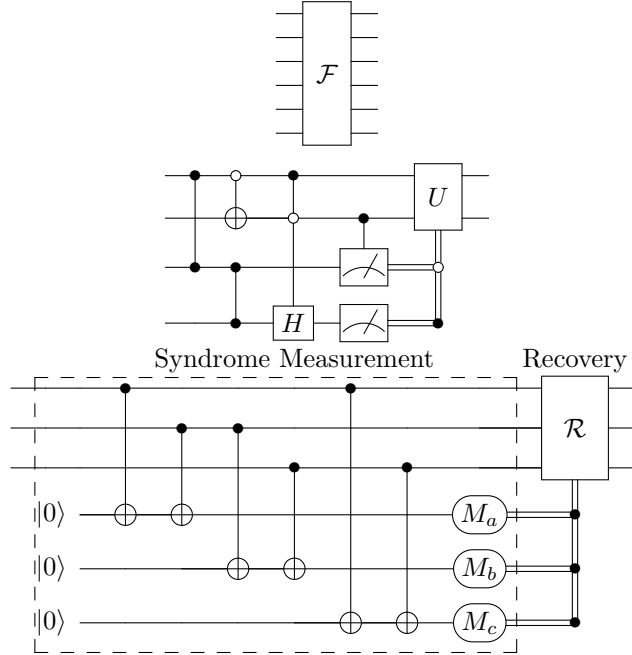 ℱ
U
H
Syndrome Measurement Recovery
ℛ
|0⟩ M_a
|0⟩ M_b
|0⟩ M_c